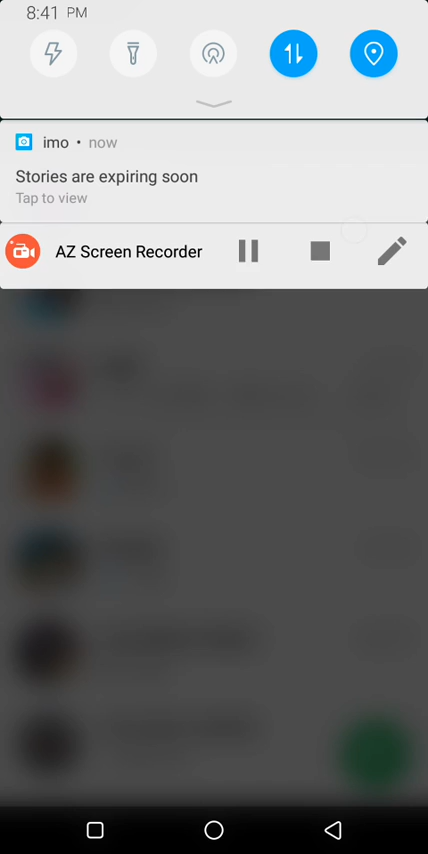 8:41 PM
imo • now
Stories are expiring soon
Tap to view
AZ Screen Recorder